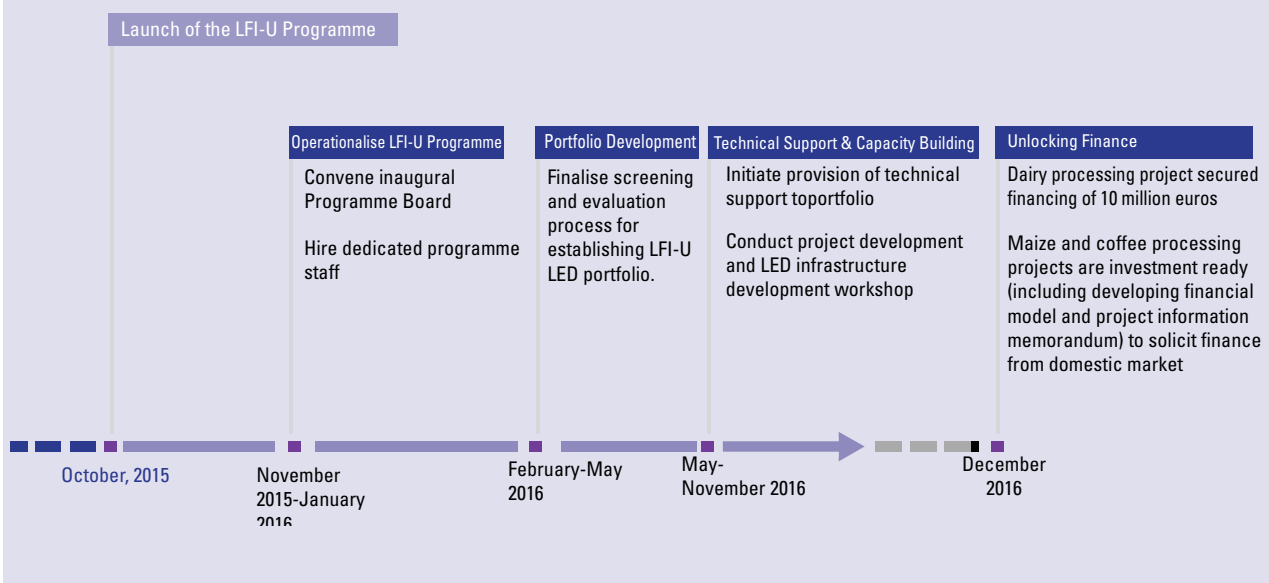 Launch of the LFI-U Programme
Operationalise LFI-U Programme
Convene inaugural
Programme Board
Hire dedicated programme
staff
Portfolio Development
Finalise screening
and evaluation
process for
establishing LFI-U
LED portfolio.
Technical Support & Capacity Building
Initiate provision of technical
support toportfolio
Conduct project development
and LED infrastructure
development workshop
Unlocking Finance
Dairy processing project secured
financing of 10 million euros
Maize and coffee processing
projects are investment ready
(including developing financial
model and project information
memorandum) to solicit finance
from domestic market
October, 2015
November
2015-January
2016
February-May
2016
May-
November 2016
December
2016